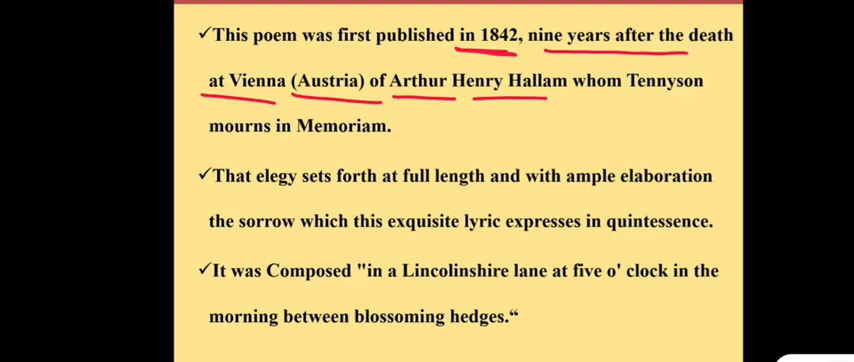 ✓This poem was first published in 1842, nine years after the death
at Vienna (Austria) of Arthur Henry Hallam whom Tennyson
mourns in Memoriam.
✓That elegy sets forth at full length and with ample elaboration
the sorrow which this exquisite lyric expresses in quintessence.
✓It was Composed "in a Lincolinshire lane at five o' clock in the
morning between blossoming hedges.“